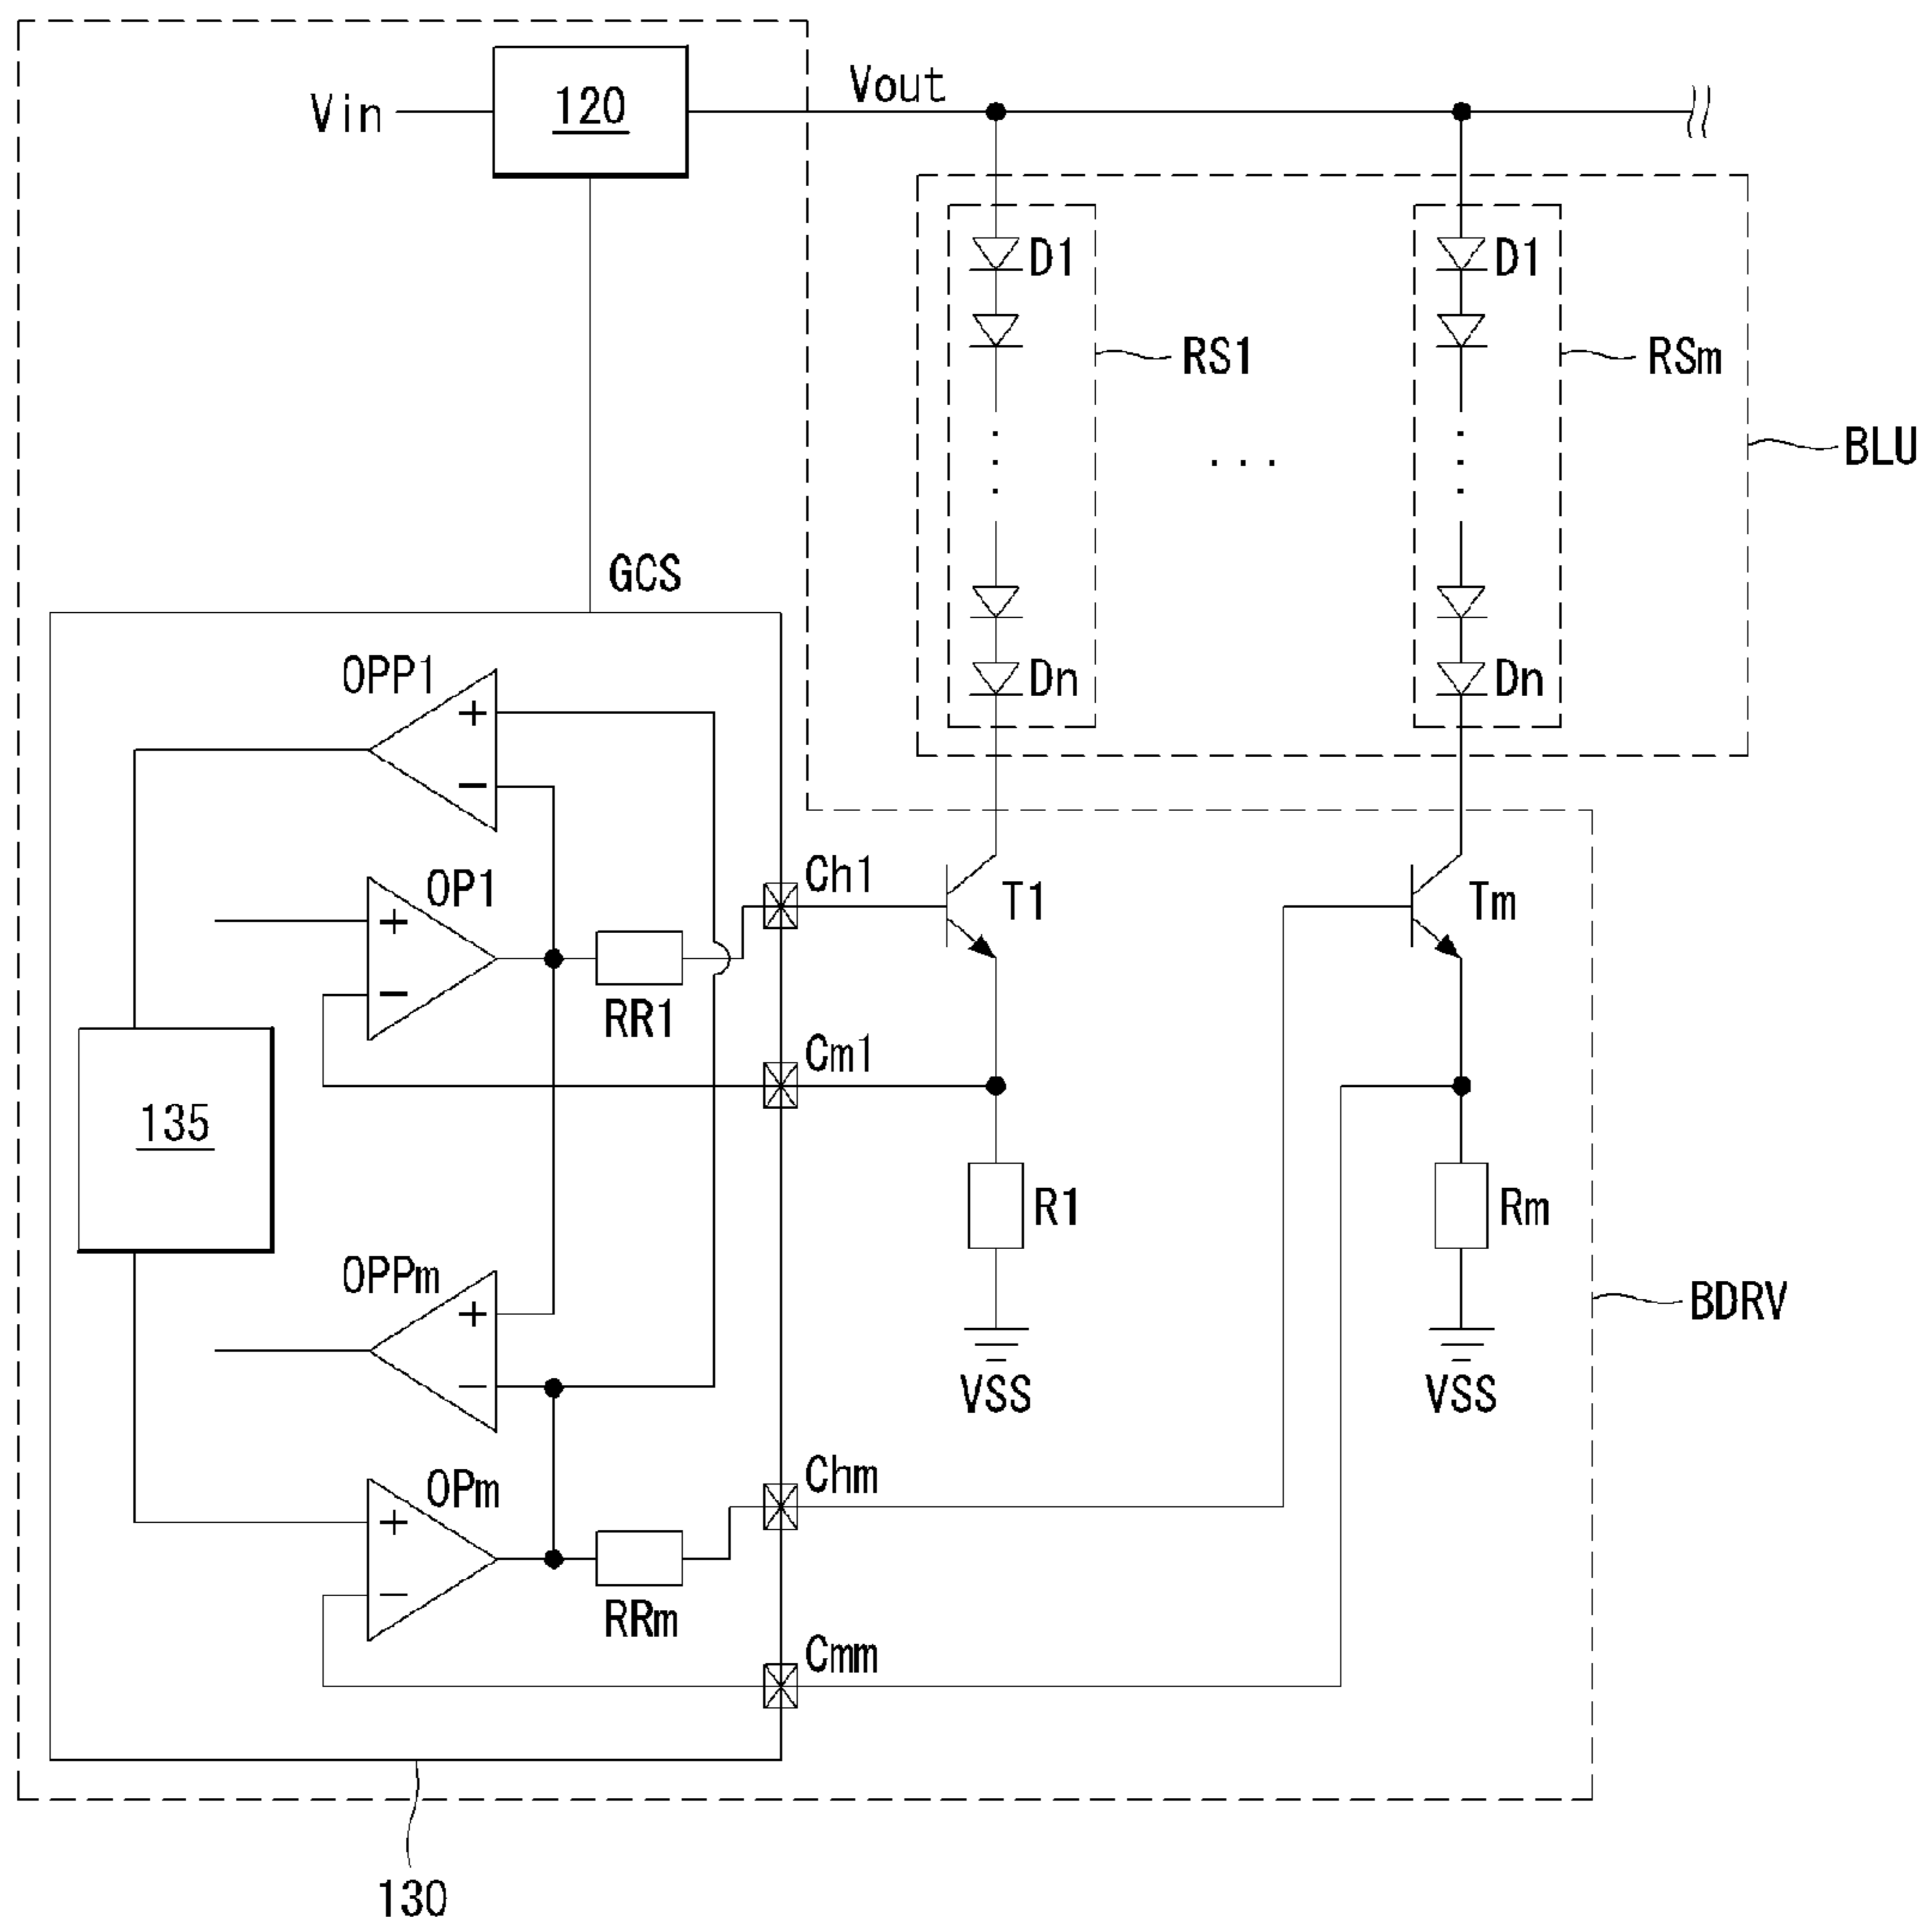 Vin
120
Vout
D1
D1
RS1
RSm
BLU
GCS
Dn
Dn
OPP1
+
−
Ch1
T1
Tm
OP1
+
−
RR1
Cm1
135
R1
Rm
OPPm
+
−
BDRV
VSS
VSS
Chm
OPm
+
−
RRm
Cmm
130